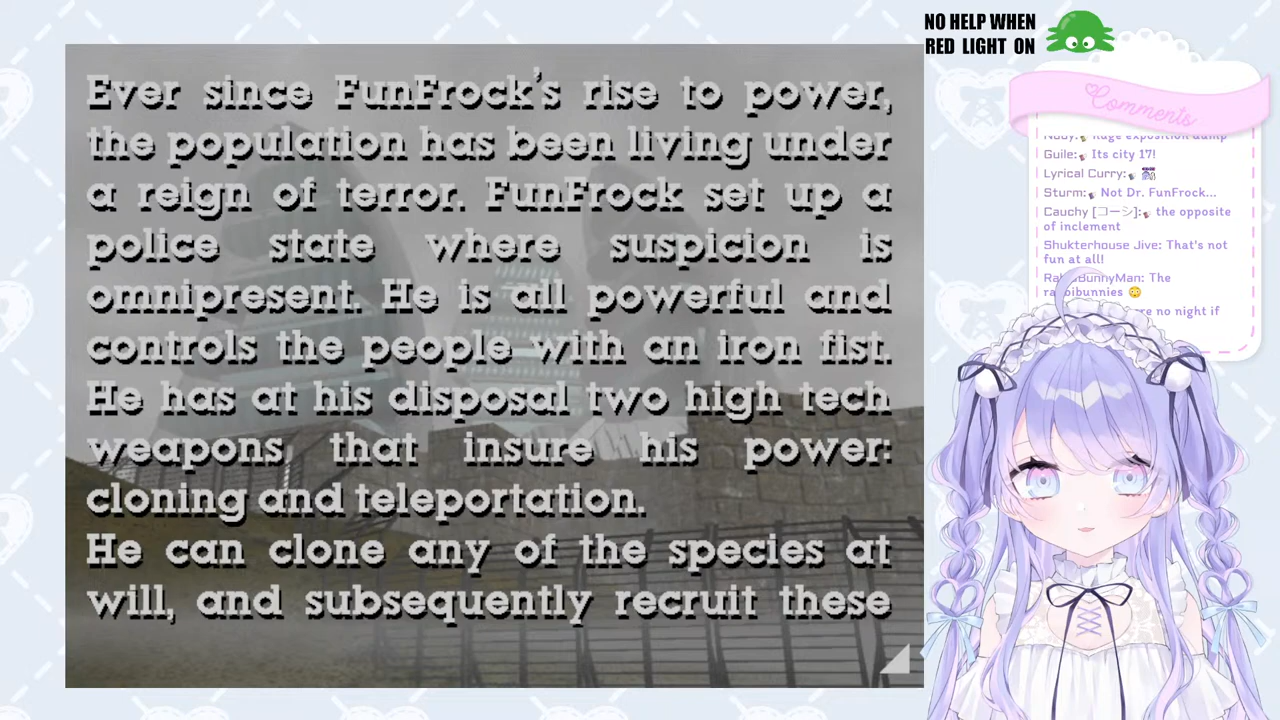 NO HELP WHEN
RED LIGHT ON
Ever since FunFrock's rise to power,
the population has been living under
a reign of terror. FunFrock set up a
police state where suspicion is
omnipresent. He is all powerful and
controls the people with an iron fist.
He has at his disposal two high tech
weapons, that insure his power:
cloning and teleportation.
He can clone any of the species at
will, and subsequently recruit these
Comments
huge exposition dump
Guile: Its city 17!
Lyrical Curry:
Sturm: Not Dr. FunFrock...
Cauchy [コーシ]: the opposite
of inclement
Shukterhouse Jive: That's not
fun at all!
The
no night if